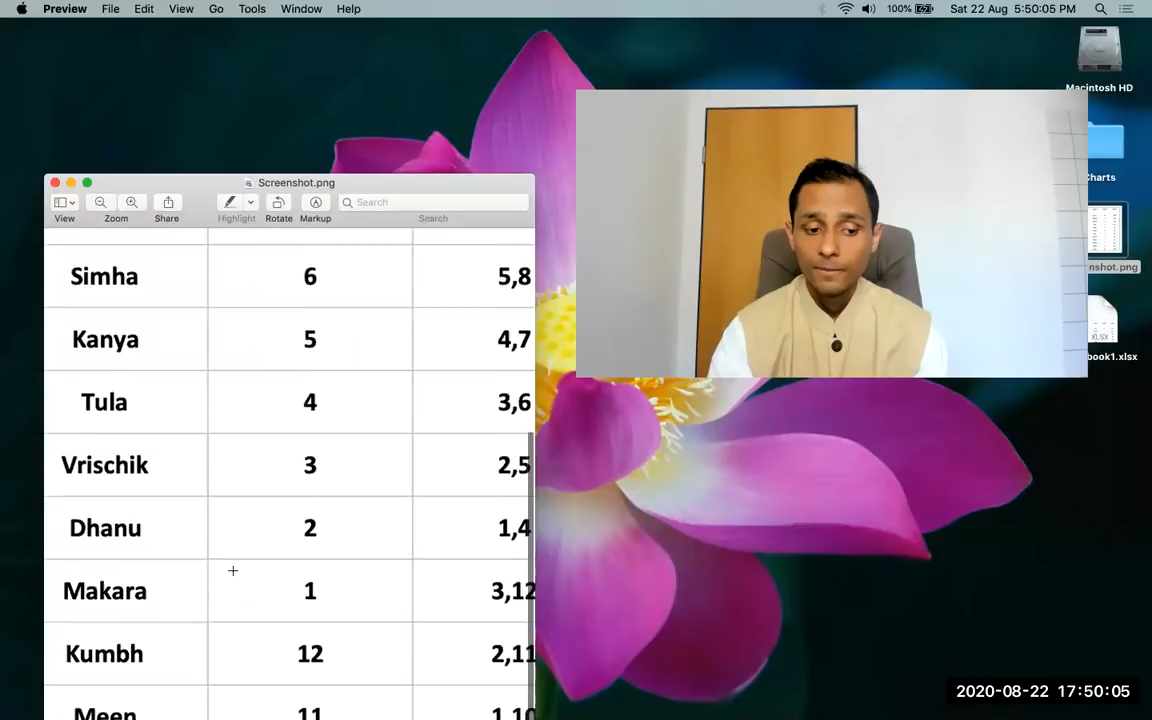 Preview File Edit View Go Tools Window Help 100% Sat 22 Aug 5:50:05 PM
Macintosh HD
Charts
nshot.png
XLSX
book1.xlsx
Screenshot.png
Search
View Zoom Share Highlight Rotate Markup Search
Simha 6 5,8
Kanya 5 4,7
Tula 4 3,6
Vrischik 3 2,5
Dhanu 2 1,4
Makara 1 3,12
Kumbh 12 2,11
Meen 11 1,10
2020-08-22 17:50:05